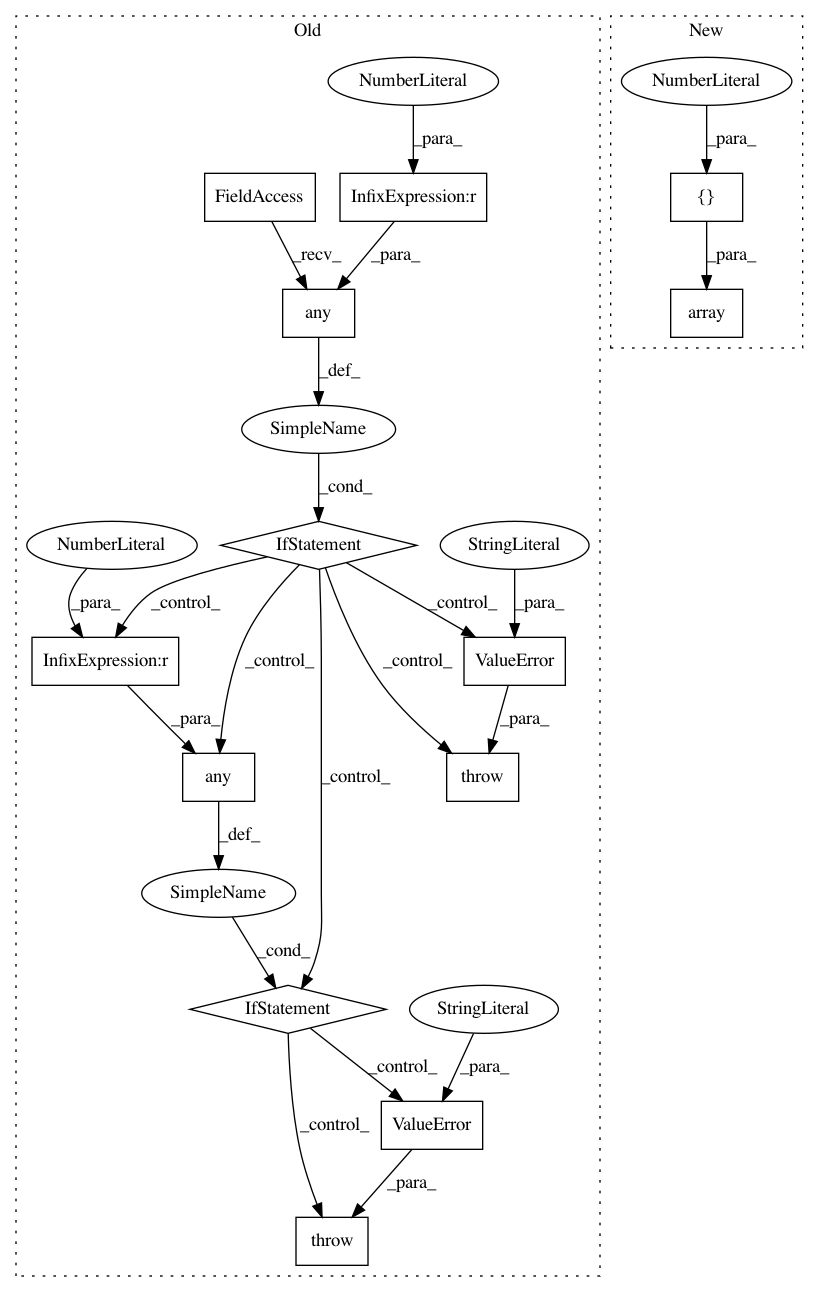 Old
New
NumberLiteral
NumberLiteral
_para_
_para_
FieldAccess
InfixExpression:r
{}
_recv_
_para_
_para_
any
array
_def_
SimpleName
_cond_
NumberLiteral
IfStatement
StringLiteral
_para_
_control_
_control_
_para_
InfixExpression:r
_control_
_control_
ValueError
_para_
_control_
_para_
any
throw
_def_
SimpleName
_cond_
IfStatement
StringLiteral
_control_
_para_
_control_
ValueError
_para_
throw